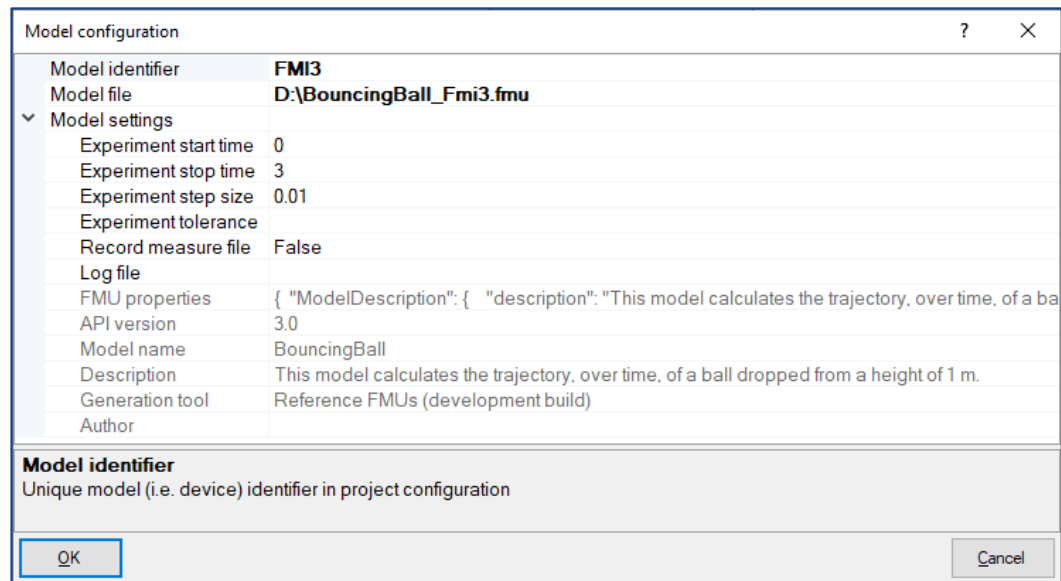 Model configuration ? ×
Model identifier FMI3
Model file D:\BouncingBall_Fmi3.fmu
Model settings
Experiment start time 0
Experiment stop time 3
Experiment step size 0.01
Experiment tolerance
Record measure file False
Log file
FMU properties { "ModelDescription": { "description": "This model calculates the trajectory, over time, of a ba
API version 3.0
Model name BouncingBall
Description This model calculates the trajectory, over time, of a ball dropped from a height of 1 m.
Generation tool Reference FMUs (development build)
Author
Model identifier
Unique model (i.e. device) identifier in project configuration
OK Cancel